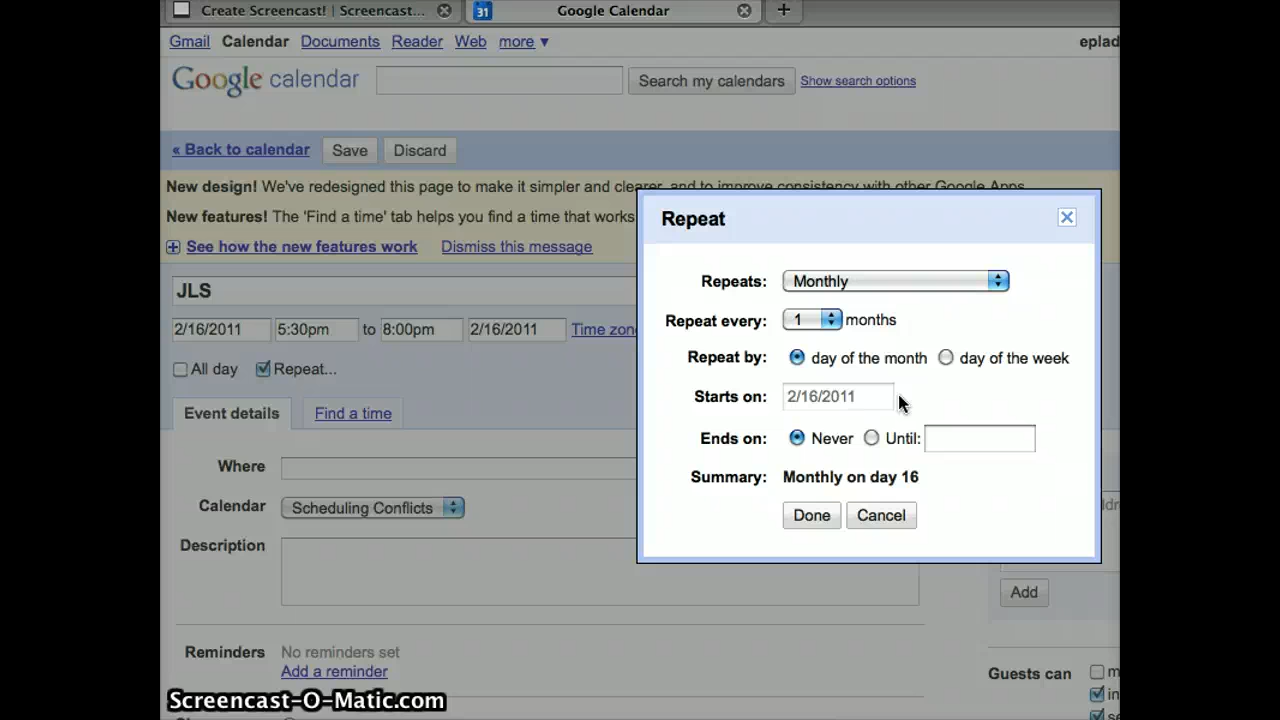 Create Screencast! | Screencast...
31 Google Calendar
Gmail Calendar Documents Reader Web more ▼
eplad
Google calendar
Search my calendars
Show search options
« Back to calendar
Save
Discard
New design! We've redesigned this page to make it simpler and clearer, and to improve consistency with other Google Apps
New features! The 'Find a time' tab helps you find a time that works
See how the new features work
Dismiss this message
JLS
2/16/2011 5:30pm to 8:00pm 2/16/2011 Time zon
All day
Repeat...
Event details
Find a time
Where
Calendar
Scheduling Conflicts
Description
Reminders
No reminders set
Add a reminder
Repeat
Repeats: Monthly
Repeat every: 1 months
Repeat by: day of the month day of the week
Starts on: 2/16/2011
Ends on: Never Until:
Summary: Monthly on day 16
Done
Cancel
Add
Guests can
m
in
Screencast-O-Matic.com